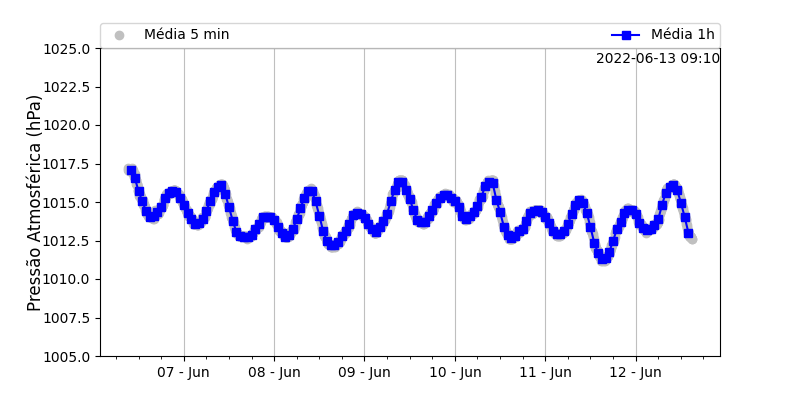 Média 5 min
Média 1h
2022-06-13 09:10
Pressão Atmosférica (hPa)
1025.0
1022.5
1020.0
1017.5
1015.0
1012.5
1010.0
1007.5
1005.0
07 - Jun
08 - Jun
09 - Jun
10 - Jun
11 - Jun
12 - Jun